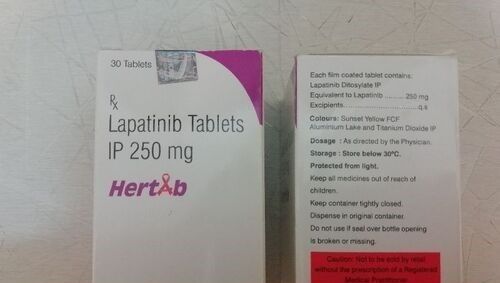 30 Tablets
Rx
Lapatinib Tablets
IP 250 mg
Hertab
Each film coated tablet contains:
Lapatinib Ditosylate IP
Equivalent to Lapatinib .......... 250 mg
Excipients..............................q.s
Colours: Sunset Yellow FCF
Aluminium Lake and Titanium Dioxide IP
Dosage : As directed by the Physician.
Storage : Store below 30ºC.
Protected from light.
Keep all medicines out of reach of
children.
Keep container tightly closed.
Dispense in original container.
Do not use if seal over bottle opening
is broken or missing.
Caution: Not to be sold by retail
without the prescription of a Registered
Medical Practitioner.